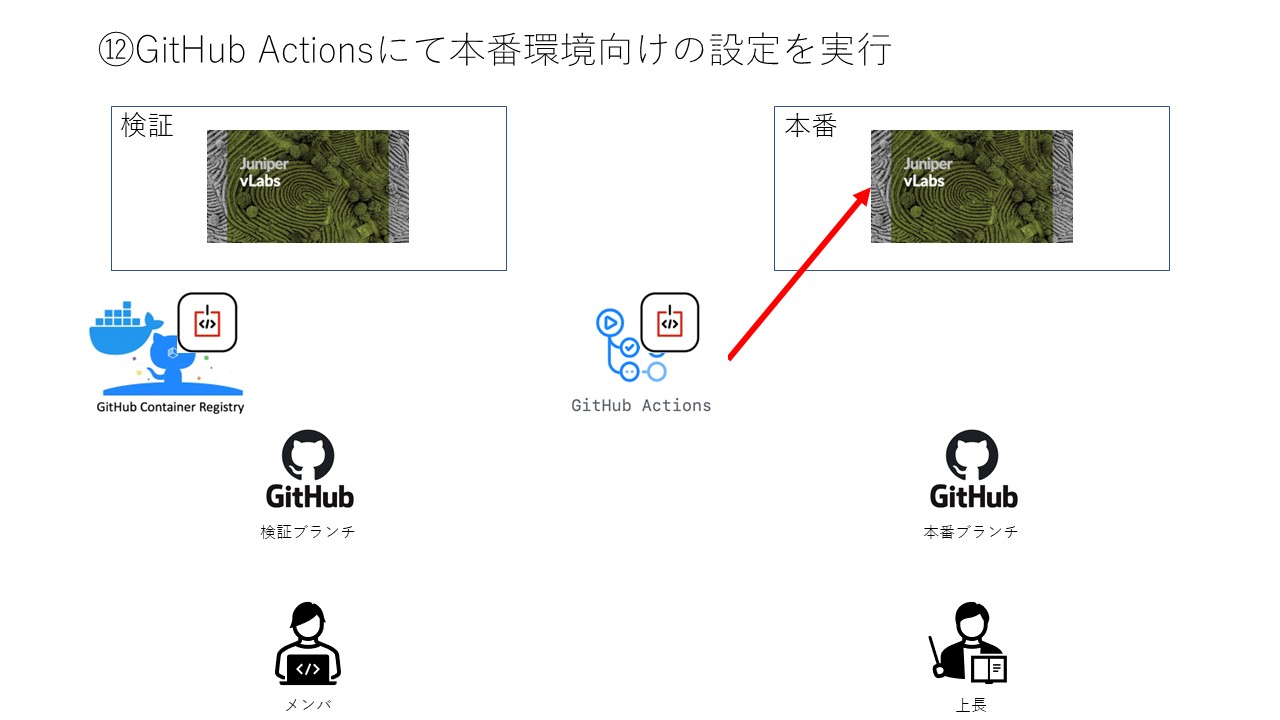 ⑫GitHub Actionsにて本番環境向けの設定を実行
検証
Juniper
vLabs
本番
Juniper
vLabs
</>
GitHub Container Registry
</>
GitHub Actions
GitHub
検証ブランチ
GitHub
本番ブランチ
</>
メンバ
上長